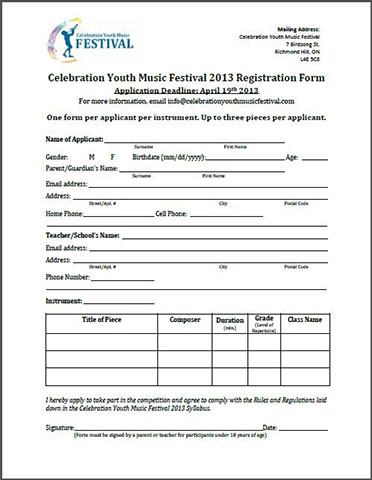 Celebration Youth Music
FESTIVAL
Mailing Address:
Celebration Youth Music Festival
7 Birdsong St.
Richmond Hill, ON
L4E 5C8
Celebration Youth Music Festival 2013 Registration Form
Application Deadline: April 19th 2013
For more information, email info@celebrationyouthmusicfestival.com
One form per applicant per instrument. Up to three pieces per applicant.
Name of Applicant:
Surname First Name
Gender: M F Birthdate (mm/dd/yyyy): Age:
Parent/Guardian's Name:
Surname First Name
Email address:
Address:
Street/Apt. # City Postal Code
Home Phone: Cell Phone:
Teacher/School's Name:
Email address:
Address:
Street/Apt. # City Postal Code
Phone Number:
Instrument:
Title of Piece Composer Duration (min.) Grade (Level of Repertoire) Class Name
I hereby apply to take part in the competition and agree to comply with the Rules and Regulations laid
down in the Celebration Youth Music Festival 2013 Syllabus.
Signature: Date:
(Form must be signed by a parent or teacher for participants under 18 years of age)